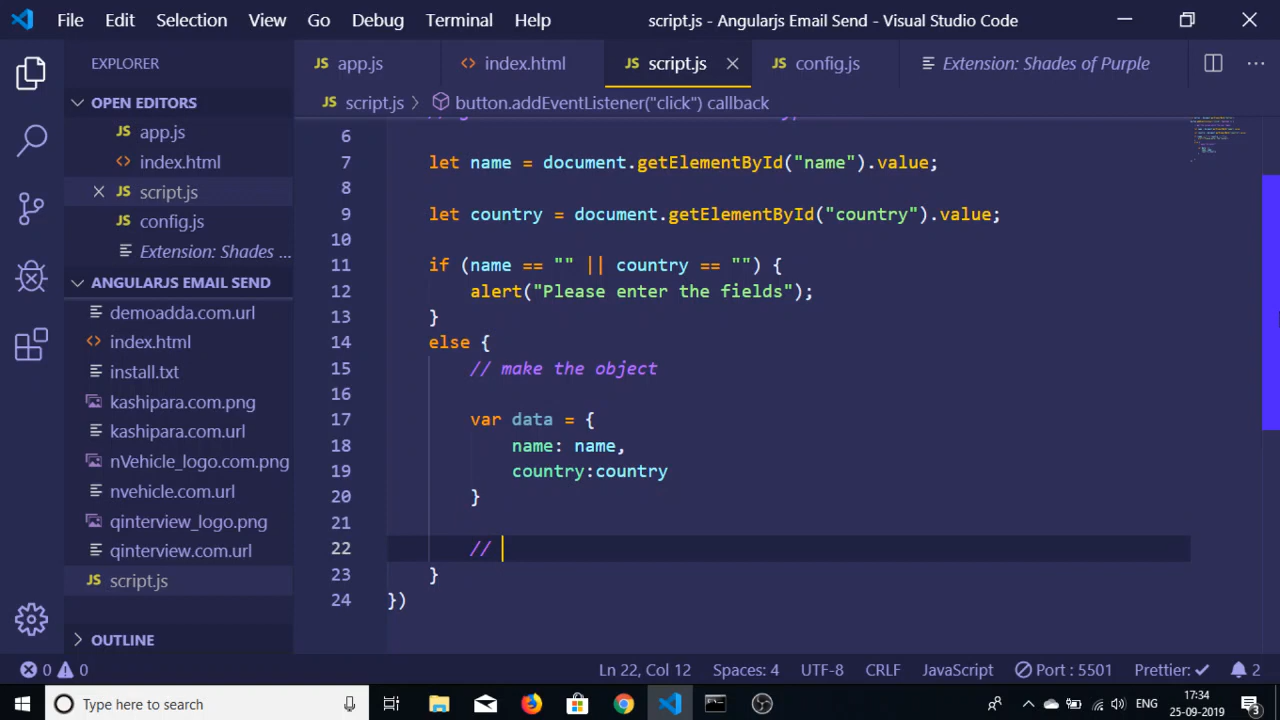 File Edit Selection View Go Debug Terminal Help script.js - Angularjs Email Send - Visual Studio Code
EXPLORER
OPEN EDITORS
JS app.js
<> index.html
JS script.js
JS config.js
Extension: Shades ...
ANGULARJS EMAIL SEND
demoadda.com.url
<> index.html
install.txt
kashipara.com.png
kashipara.com.url
nVehicle_logo.com.png
nvehicle.com.url
qinterview_logo.png
qinterview.com.url
JS script.js
OUTLINE
JS app.js <> index.html JS script.js JS config.js Extension: Shades of Purple
JS script.js > button.addEventListener("click") callback
6
7 let name = document.getElementById("name").value;
8
9 let country = document.getElementById("country").value;
10
11 if (name == "" || country == "") {
12 alert("Please enter the fields");
13 }
14 else {
15 // make the object
16
17 var data = {
18 name: name,
19 country:country
20 }
21
22 //
23 }
24 })
0 0 Ln 22, Col 12 Spaces: 4 UTF-8 CRLF JavaScript Port : 5501 Prettier: 2
Type here to search
17:34
25-09-2019
3